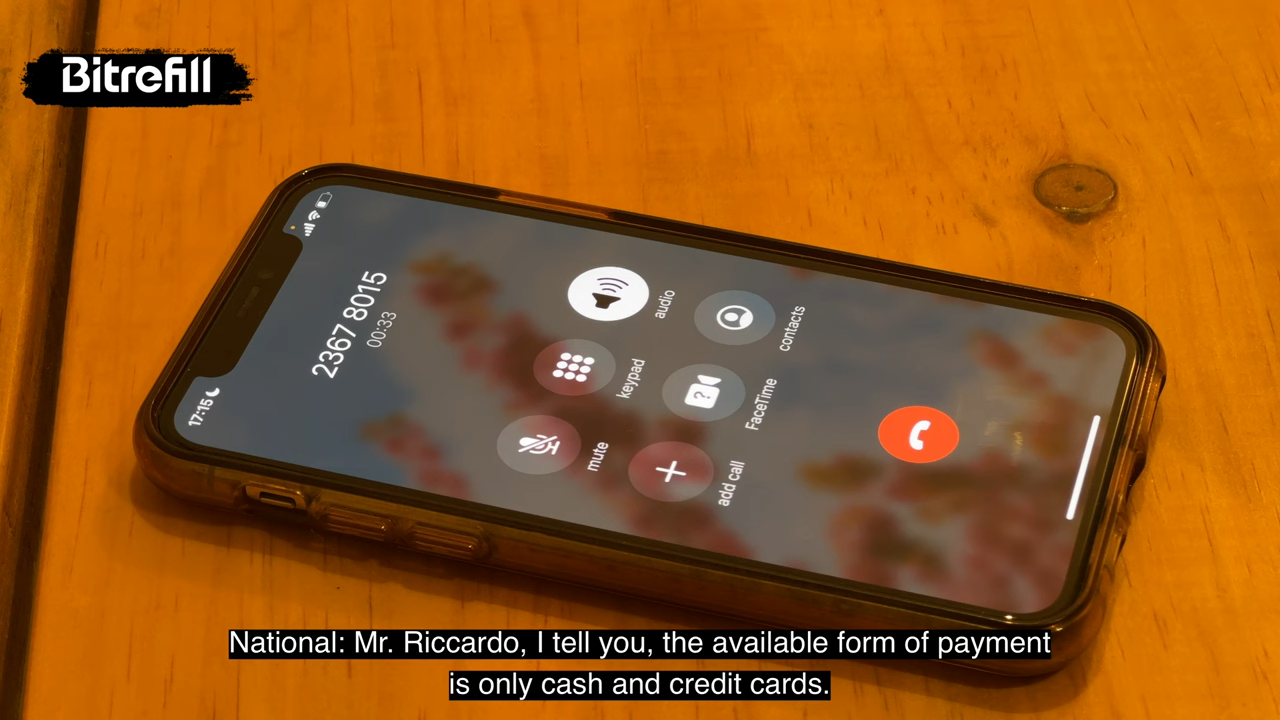 Bitrefill
17:15
2367 8015
00:33
audio
contacts
keypad
FaceTime
mute
add call
National: Mr. Riccardo, I tell you, the available form of payment
is only cash and credit cards.